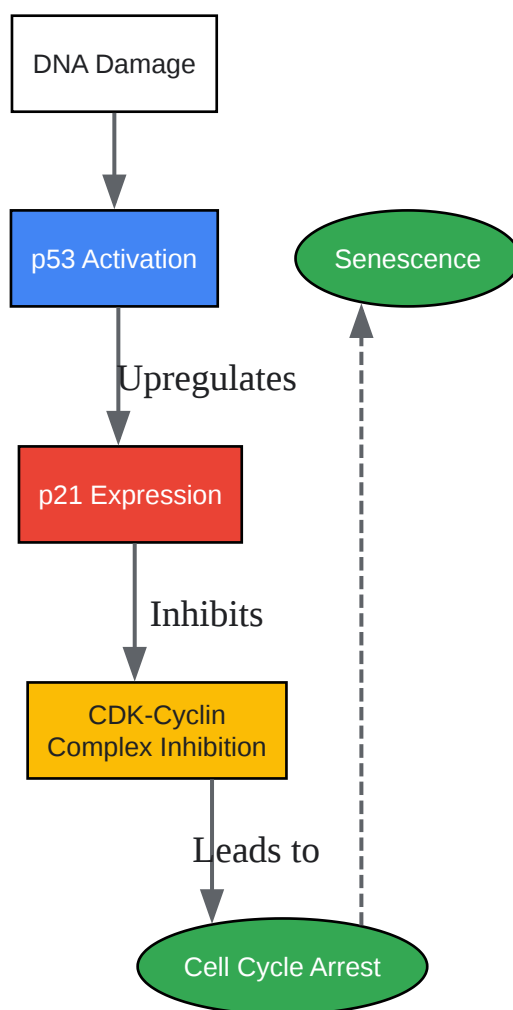 DNA Damage
p53 Activation
Senescence
Upregulates
p21 Expression
Inhibits
CDK-Cyclin
Complex Inhibition
Leads to
Cell Cycle Arrest